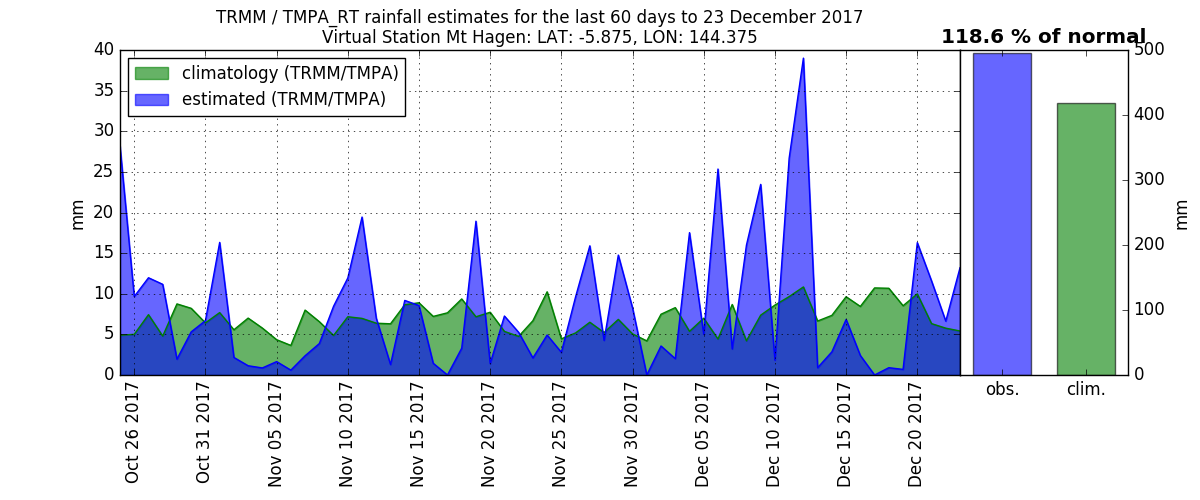 TRMM / TMPA_RT rainfall estimates for the last 60 days to 23 December 2017
Virtual Station Mt Hagen: LAT: -5.875, LON: 144.375
118.6 % of normal
climatology (TRMM/TMPA)
estimated (TRMM/TMPA)
mm
40
35
30
25
20
15
10
5
0
Oct 26 2017
Oct 31 2017
Nov 05 2017
Nov 10 2017
Nov 15 2017
Nov 20 2017
Nov 25 2017
Nov 30 2017
Dec 05 2017
Dec 10 2017
Dec 15 2017
Dec 20 2017
obs.
clim.
500
400
300
200
100
0
mm